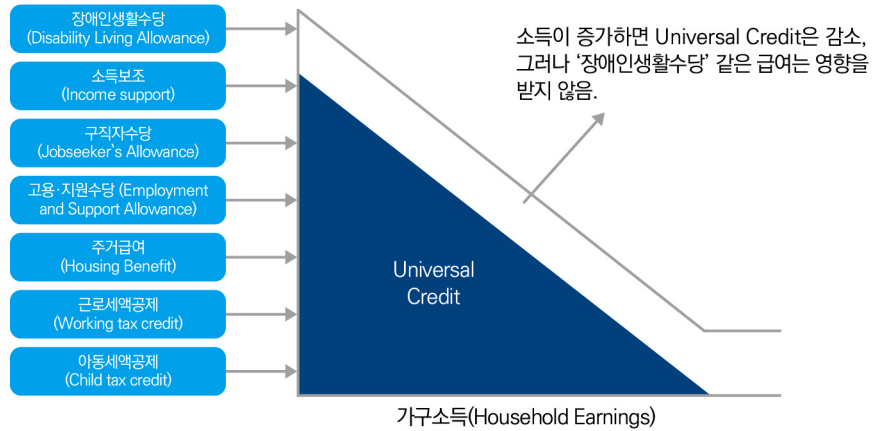 장애인생활수당
(Disability Living Allowance)
소득보조
(Income support)
구직자수당
(Jobseeker`s Allowance)
고용·지원수당 (Employment
and Support Allowance)
주거급여
(Housing Benefit)
근로세액공제
(Working tax credit)
아동세액공제
(Child tax credit)
소득이 증가하면 Universal Credit은 감소,
그러나 ‘장애인생활수당’ 같은 급여는 영향을
받지 않음.
Universal
Credit
가구소득(Household Earnings)